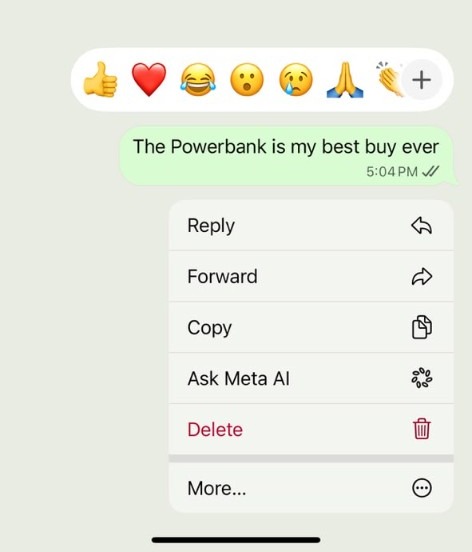 The Powerbank is my best buy ever
5:04 PM
Reply
Forward
Copy
Ask Meta AI
Delete
More...